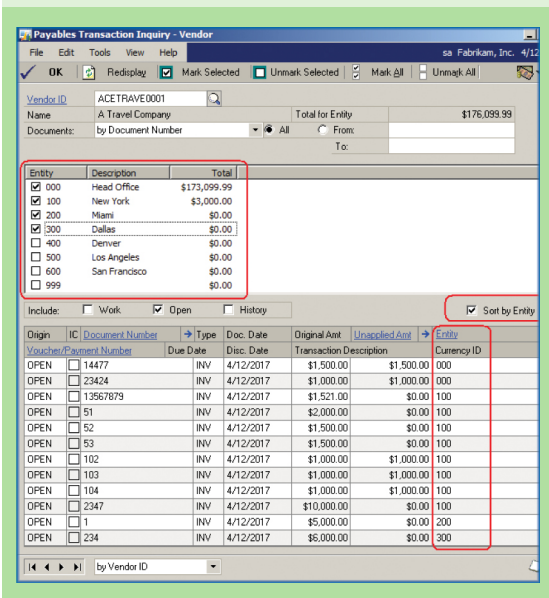 Payables Transaction Inquiry - Vendor
File Edit Tools View Help sa Fabrikam, Inc. 4/12
OK Redisplay Mark Selected Unmark Selected Mark All Unmark All
Vendor ID ACETRAVE0001
Name A Travel Company Total for Entity $176,099.99
Documents: by Document Number All From:
To:
Entity Description Total
000 Head Office $173,099.99
100 New York $3,000.00
200 Miami $0.00
300 Dallas $0.00
400 Denver $0.00
500 Los Angeles $0.00
600 San Francisco $0.00
999 $0.00
Include: Work Open History Sort by Entity
Origin IC Document Number Type Doc. Date Original Amt Unapplied Amt Entity
Voucher/Payment Number Due Date Disc. Date Transaction Description Currency ID
OPEN 14477 INV 4/12/2017 $1,500.00 $1,500.00 000
OPEN 23424 INV 4/12/2017 $1,000.00 $1,000.00 000
OPEN 13567879 INV 4/12/2017 $1,521.00 $0.00 100
OPEN 51 INV 4/12/2017 $2,000.00 $0.00 100
OPEN 52 INV 4/12/2017 $1,500.00 $0.00 100
OPEN 53 INV 4/12/2017 $1,500.00 $0.00 100
OPEN 102 INV 4/12/2017 $1,000.00 $1,000.00 100
OPEN 103 INV 4/12/2017 $1,000.00 $1,000.00 100
OPEN 104 INV 4/12/2017 $1,000.00 $1,000.00 100
OPEN 2347 INV 4/12/2017 $10,000.00 $0.00 100
OPEN 1 INV 4/12/2017 $5,000.00 $0.00 200
OPEN 234 INV 4/12/2017 $6,000.00 $0.00 300
by Vendor ID